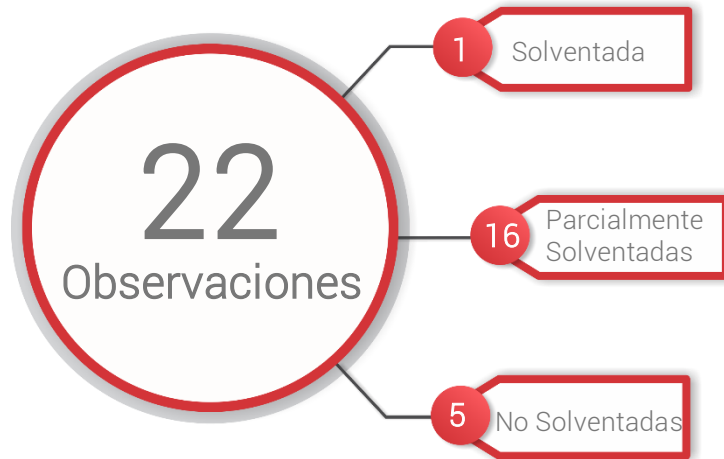 22
Observaciones
1
Solventada
16
Parcialmente
Solventadas
5
No Solventadas